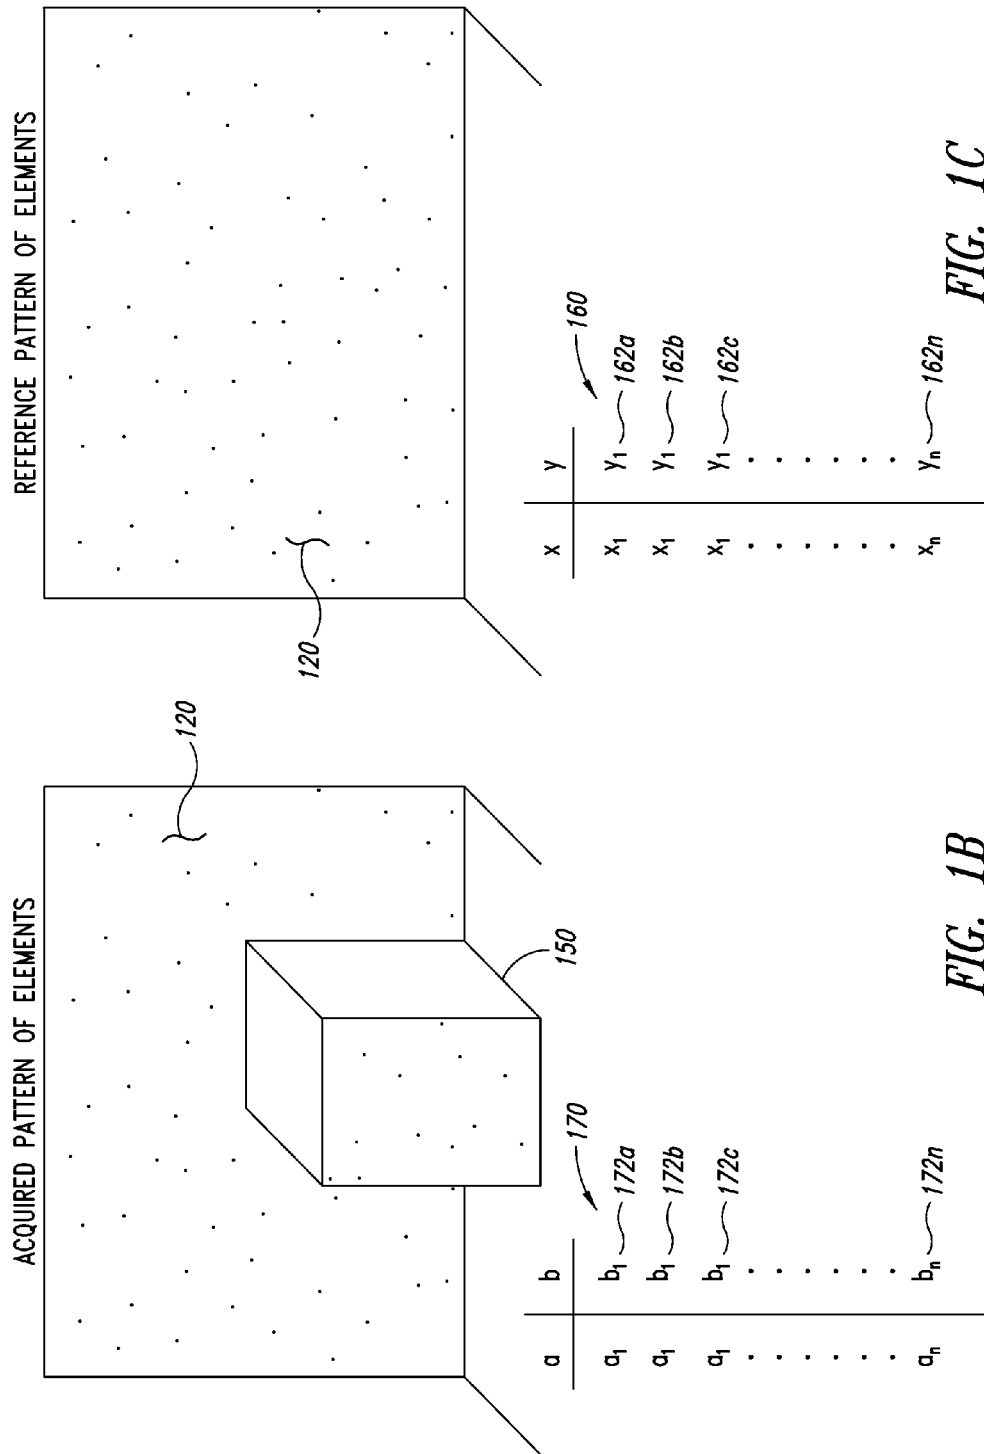 ACQUIRED PATTERN OF ELEMENTS
120
150
170
a b
a1 b1 172a
a1 b1 172b
a1 b1 172c
an bn 172n
FIG. 1B
REFERENCE PATTERN OF ELEMENTS
120
160
x y
x1 y1 162a
x1 y1 162b
x1 y1 162c
xn yn 162n
FIG. 1C